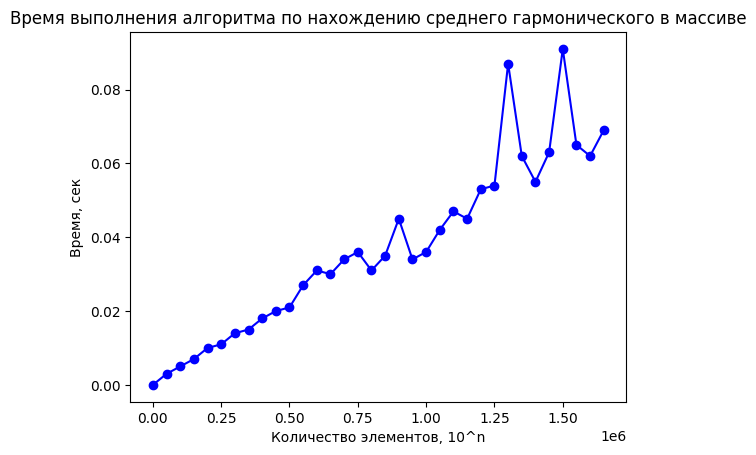 Время выполнения алгоритма по нахождению среднего гармонического в массиве
Время, сек
0.08
0.06
0.04
0.02
0.00
0.00 0.25 0.50 0.75 1.00 1.25 1.50
Количество элементов, 10^n
1e6